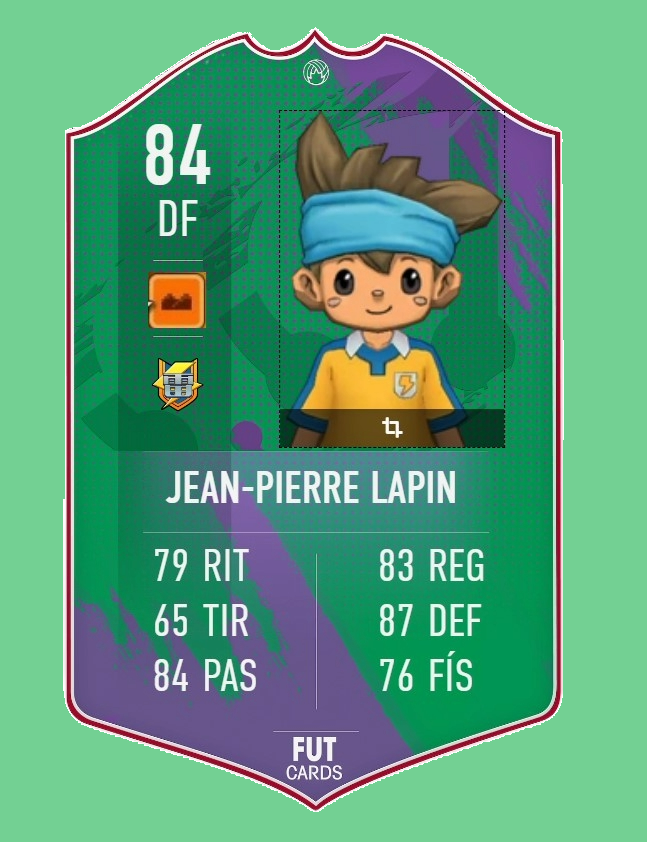 84
DF
JEAN-PIERRE LAPIN
79 RIT
83 REG
65 TIR
87 DEF
84 PAS
76 FÍS
FUT
CARDS